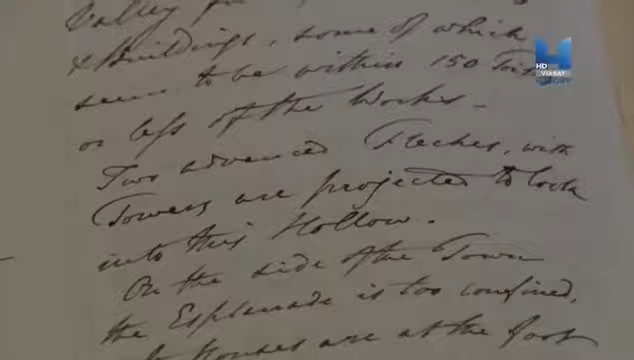 Valley
& Buildings, some of which
seem to be within 150
or less of the Works.
Two advanced Fleches, with
Towers are projected to look
into this Hollow.
On the side of the Town
the Esplanade is too confined,
Houses are at the foot
HD
VIASAT
HISTORY